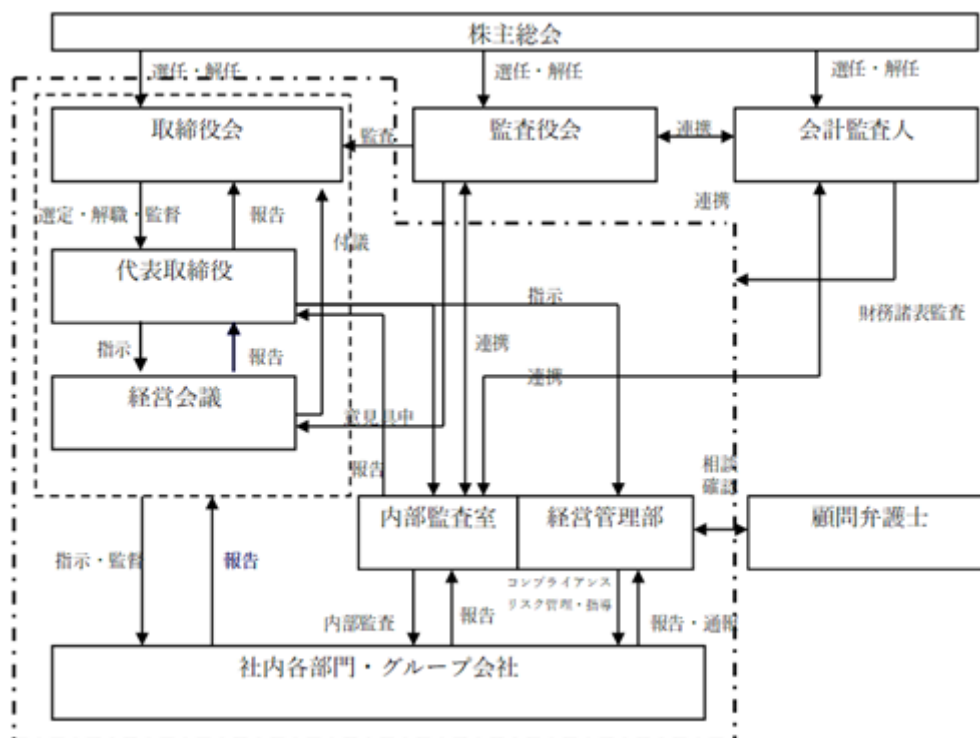 株主総会
選任・解任
選任・解任
選任・解任
取締役会
監査
監査役会
連携
会計監査人
選定・解職・監督
報告
付議
連携
代表取締役
指示
財務諸表監査
指示
報告
連携
連携
経営会議
意見具申
報告
相談
確認
内部監査室
経営管理部
顧問弁護士
指示・監督
報告
コンプライアンス
リスク管理・指導
内部監査
報告
報告・通報
社内各部門・グループ会社